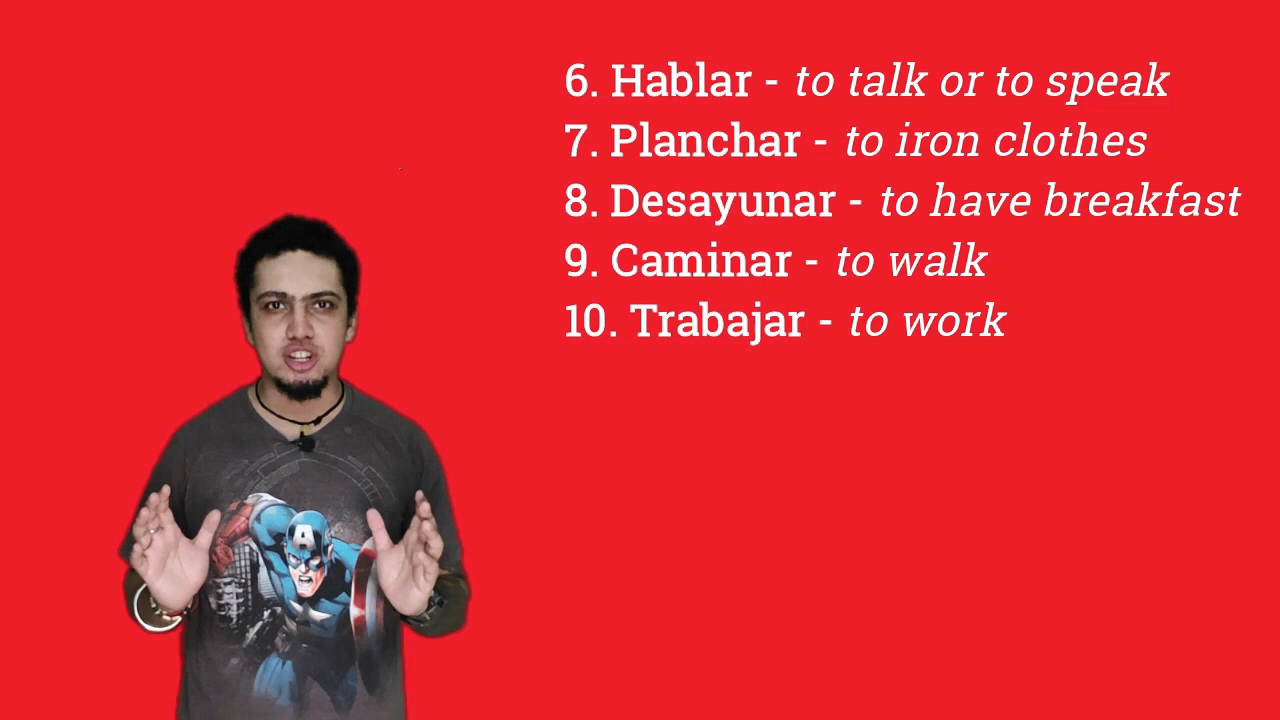 6. Hablar - to talk or to speak
7. Planchar - to iron clothes
8. Desayunar - to have breakfast
9. Caminar - to walk
10. Trabajar - to work
A